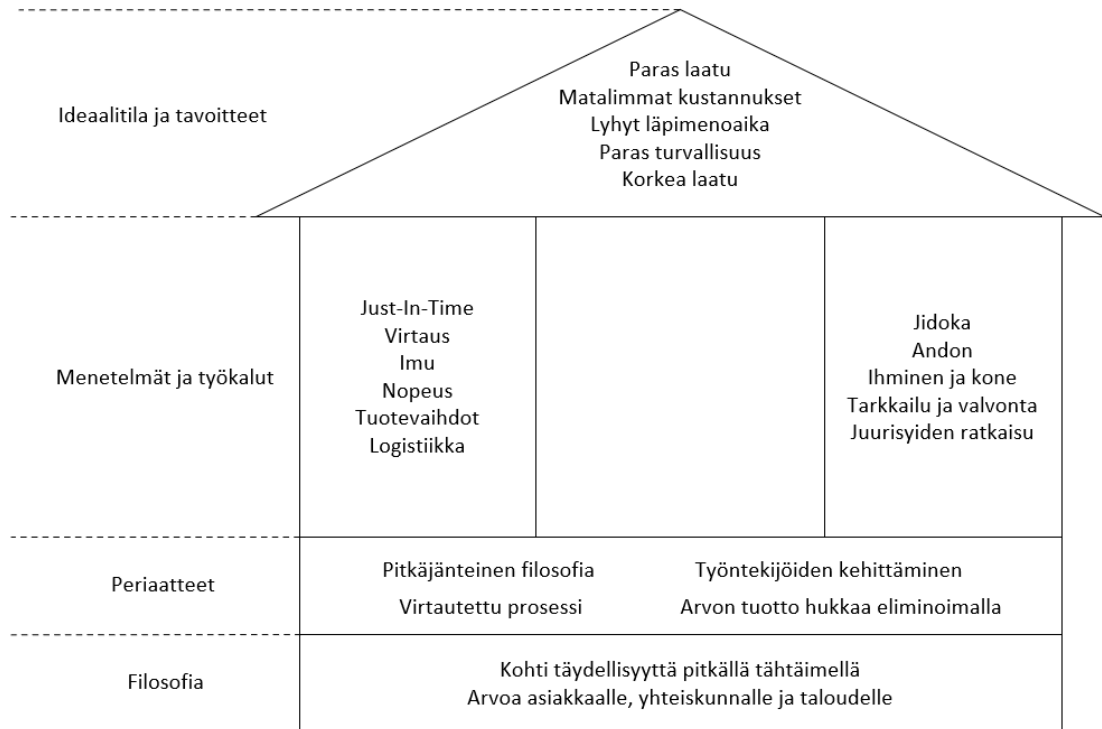 Ideaalitila ja tavoitteet
Paras laatu
Matalimmat kustannukset
Lyhyt läpimenoaika
Paras turvallisuus
Korkea laatu
Menetelmät ja työkalut
Just-In-Time
Virtaus
Imu
Nopeus
Tuotevaihdot
Logistiikka
Jidoka
Andon
Ihminen ja kone
Tarkkailu ja valvonta
Juurisyiden ratkaisu
Periaatteet
Pitkäjänteinen filosofia
Työntekijöiden kehittäminen
Virtautettu prosessi
Arvon tuotto hukkaa eliminoimalla
Filosofia
Kohti täydellisyyttä pitkällä tähtäimellä
Arvoa asiakkaalle, yhteiskunnalle ja taloudelle